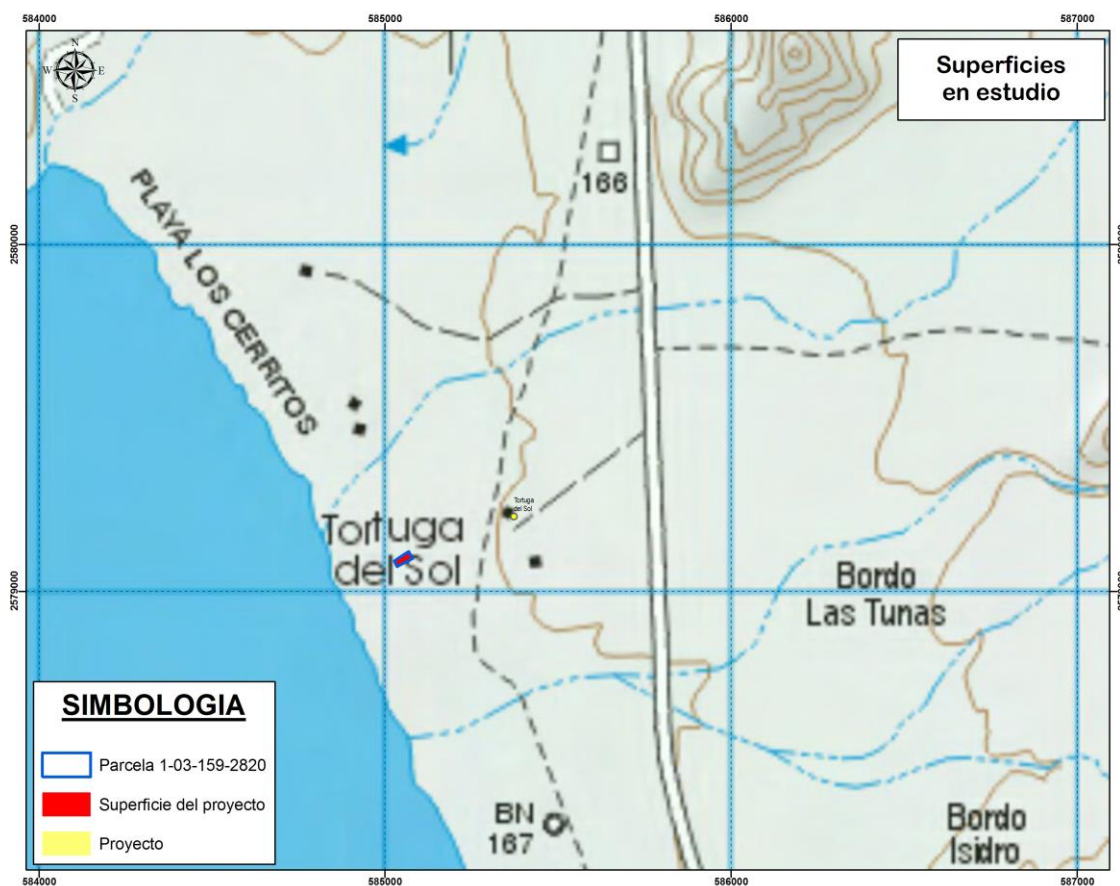 584000
585000
586000
587000
N
W
E
S
Superficies
en estudio
166
PLAYA LOS CERRITOS
2580000
Tortuga
del Sol
Tortuga
del Sol
2579000
Bordo
Las Tunas
SIMBOLOGIA
Parcela 1-03-159-2820
Superficie del proyecto
Proyecto
BN
167
Bordo
Isidro
584000
585000
586000
587000